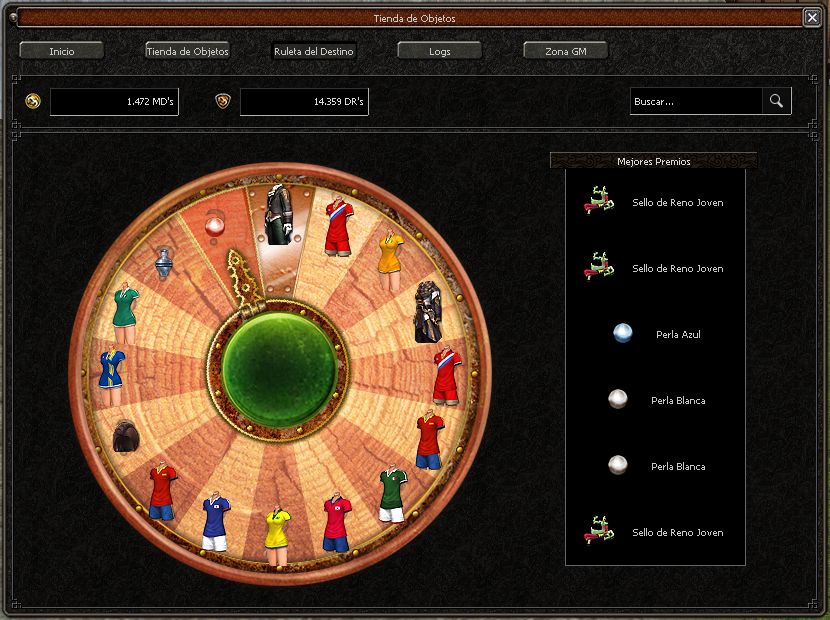 Tienda de Objetos
Inicio
Tienda de Objetos
Ruleta del Destino
Logs
Zona GM
1.472 MD's
14.359 DR's
Buscar...
Mejores Premios
Sello de Reno Joven
Sello de Reno Joven
Perla Azul
Perla Blanca
Perla Blanca
Sello de Reno Joven